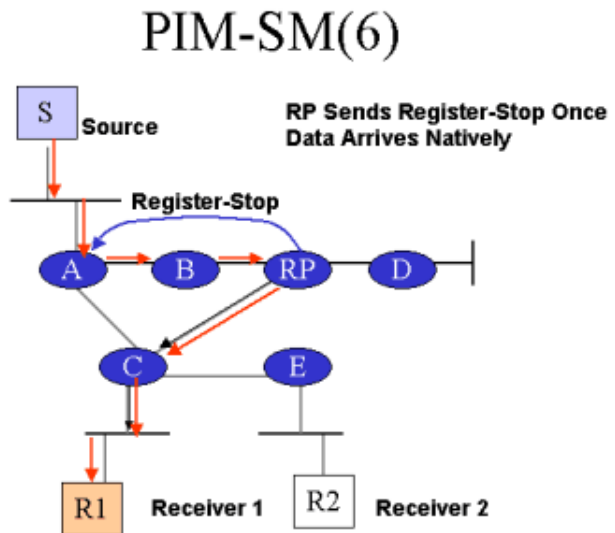 PIM-SM(6)
S
Source
RP Sends Register-Stop Once
Data Arrives Natively
Register-Stop
A
B
RP
D
C
E
R1
Receiver 1
R2
Receiver 2